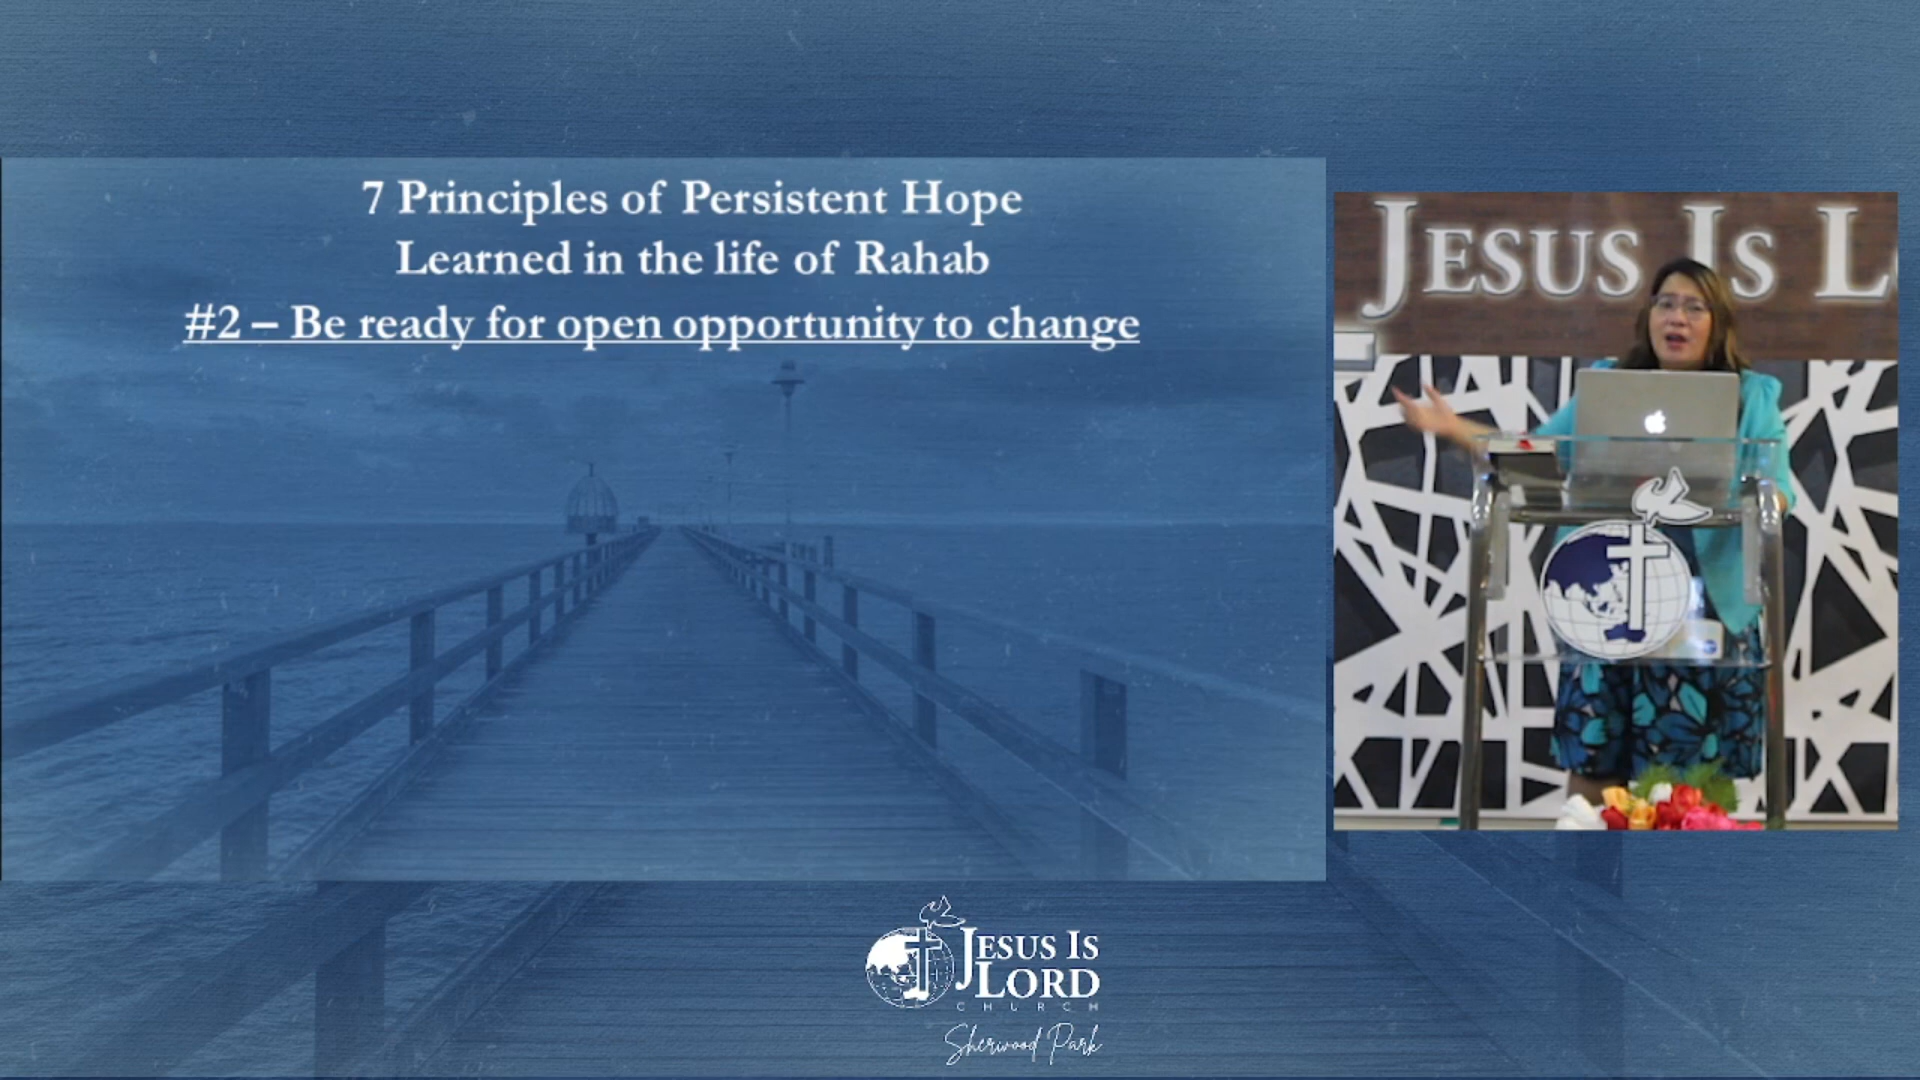 7 Principles of Persistent Hope
Learned in the life of Rahab
#2 – Be ready for open opportunity to change
JESUS IS L
JESUS IS
LORD
CHURCH
Sherwood Park